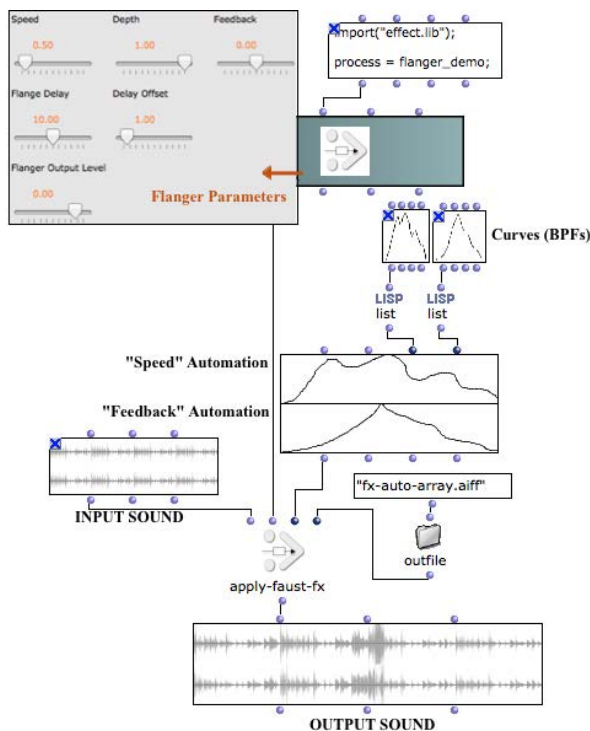 Speed Depth Feedback
0.50 1.00 0.00
Flange Delay Delay Offset
10.00 1.00
Flanger Output Level
0.00
Flanger Parameters
import("effect.lib");
process = flanger_demo;
Curves (BPFs)
LISP LISP
list list
"Speed" Automation
"Feedback" Automation
INPUT SOUND
"fx-auto-array.aiff"
outfile
apply-faust-fx
OUTPUT SOUND